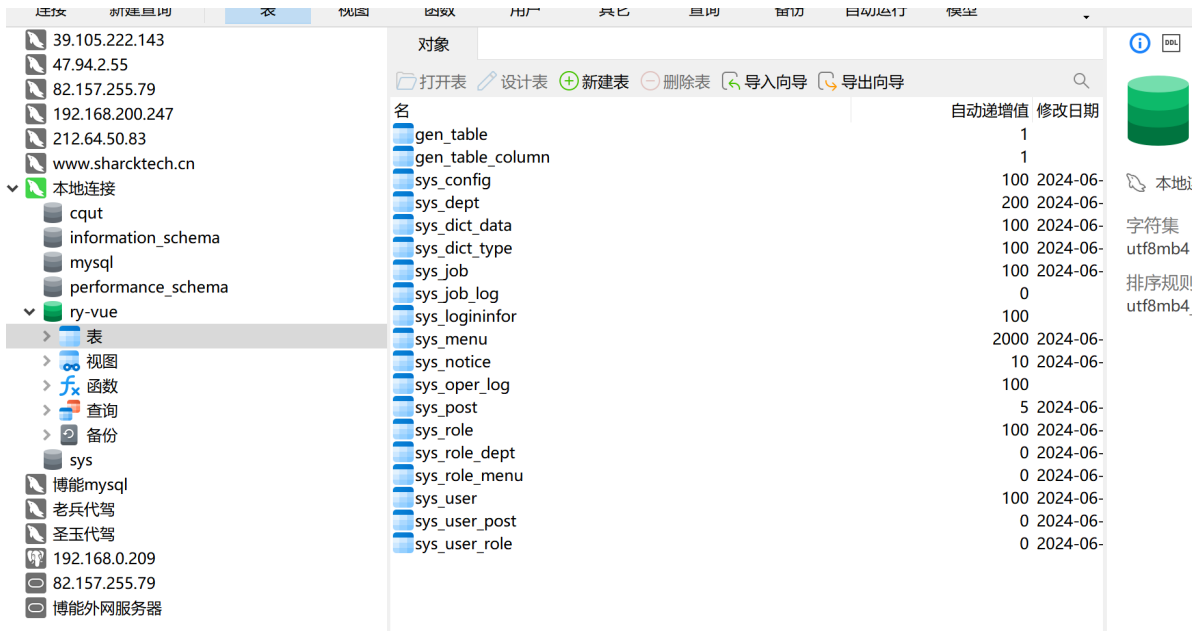 连接 新建查询 表 视图 函数 用户 其它 查询 备份 自动运行 模型
39.105.222.143
47.94.2.55
82.157.255.79
192.168.200.247
212.64.50.83
www.sharcktech.cn
本地连接
cqut
information_schema
mysql
performance_schema
ry-vue
表
视图
函数
查询
备份
sys
博能mysql
老兵代驾
圣玉代驾
192.168.0.209
82.157.255.79
博能外网服务器
对象
打开表 设计表 新建表 删除表 导入向导 导出向导
名 自动递增值 修改日期
gen_table 1
gen_table_column 1
sys_config 100 2024-06-
sys_dept 200 2024-06-
sys_dict_data 100 2024-06-
sys_dict_type 100 2024-06-
sys_job 100 2024-06-
sys_job_log 0
sys_logininfor 100
sys_menu 2000 2024-06-
sys_notice 10 2024-06-
sys_oper_log 100
sys_post 5 2024-06-
sys_role 100 2024-06-
sys_role_dept 0 2024-06-
sys_role_menu 0 2024-06-
sys_user 100 2024-06-
sys_user_post 0 2024-06-
sys_user_role 0 2024-06-
DDL
本地
字符集
utf8mb4
排序规则
utf8mb4_